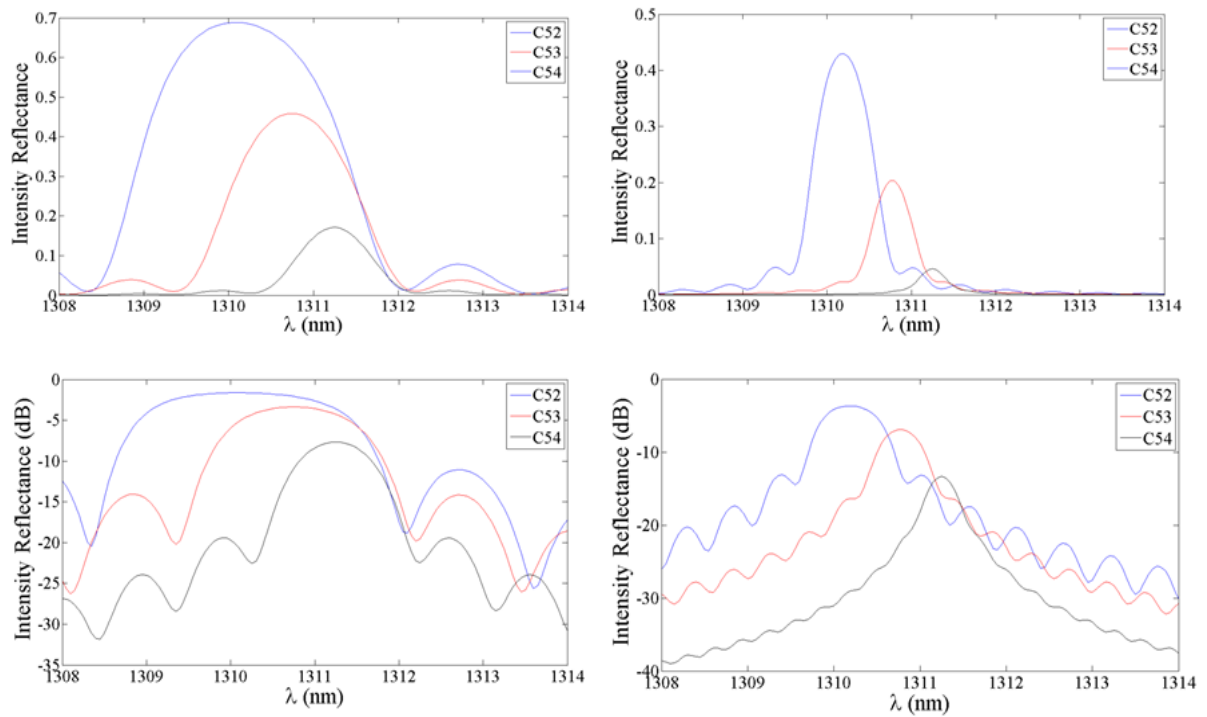 0.7
0.6
0.5
0.4
0.3
0.2
0.1
0
Intensity Reflectance
C52
C53
C54
1308 1309 1310 1311 1312 1313 1314
λ (nm)
0.5
0.4
0.3
0.2
0.1
0
Intensity Reflectance
C52
C53
C54
1308 1309 1310 1311 1312 1313 1314
λ (nm)
0
-5
-10
-15
-20
-25
-30
-35
Intensity Reflectance (dB)
C52
C53
C54
1308 1309 1310 1311 1312 1313 1314
λ (nm)
0
-10
-20
-30
-40
Intensity Reflectance (dB)
C52
C53
C54
1308 1309 1310 1311 1312 1313 1314
λ (nm)